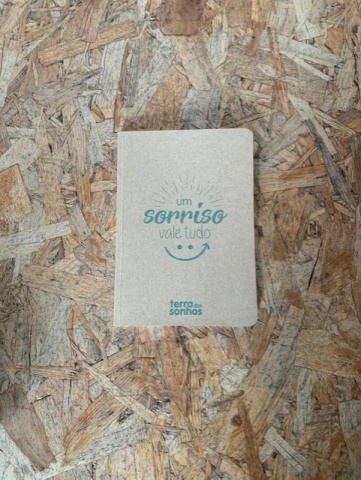 um
sorriso
vale tudo
terra dos
sonhos